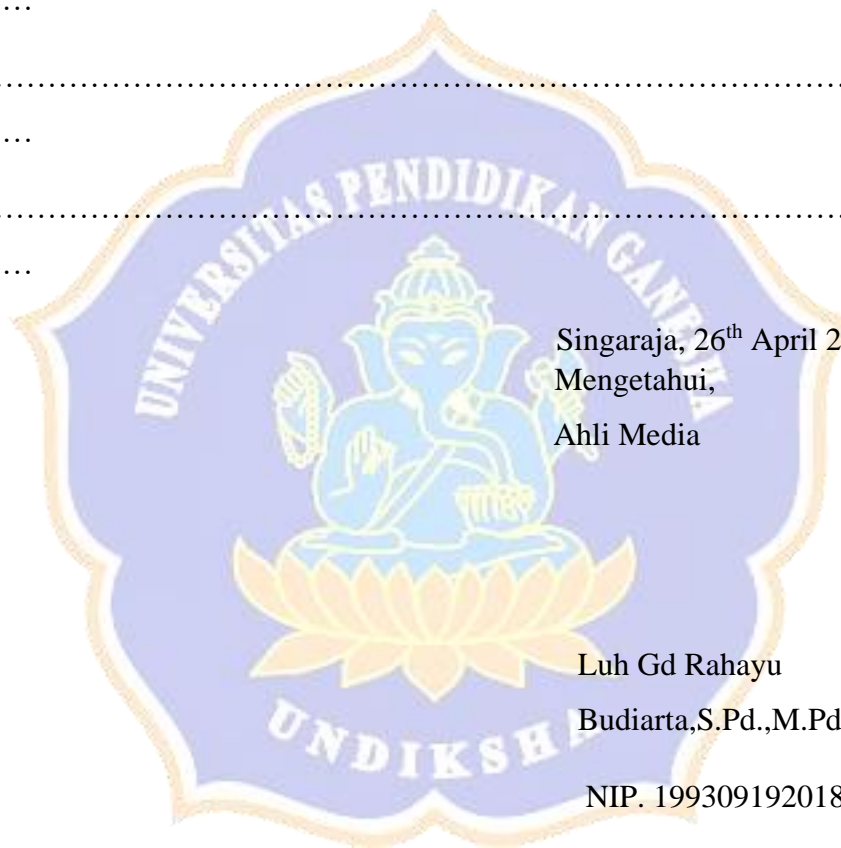 …
……………………………………………………………………………
…
……………………………………………………………………………
…
UNIVERSITAS PENDIDIKAN GANESHA
Singaraja, 26th April 2
Mengetahui,
Ahli Media
Luh Gd Rahayu
Budiarta,S.Pd.,M.Pd
UNDIKSHA
NIP. 199309192018